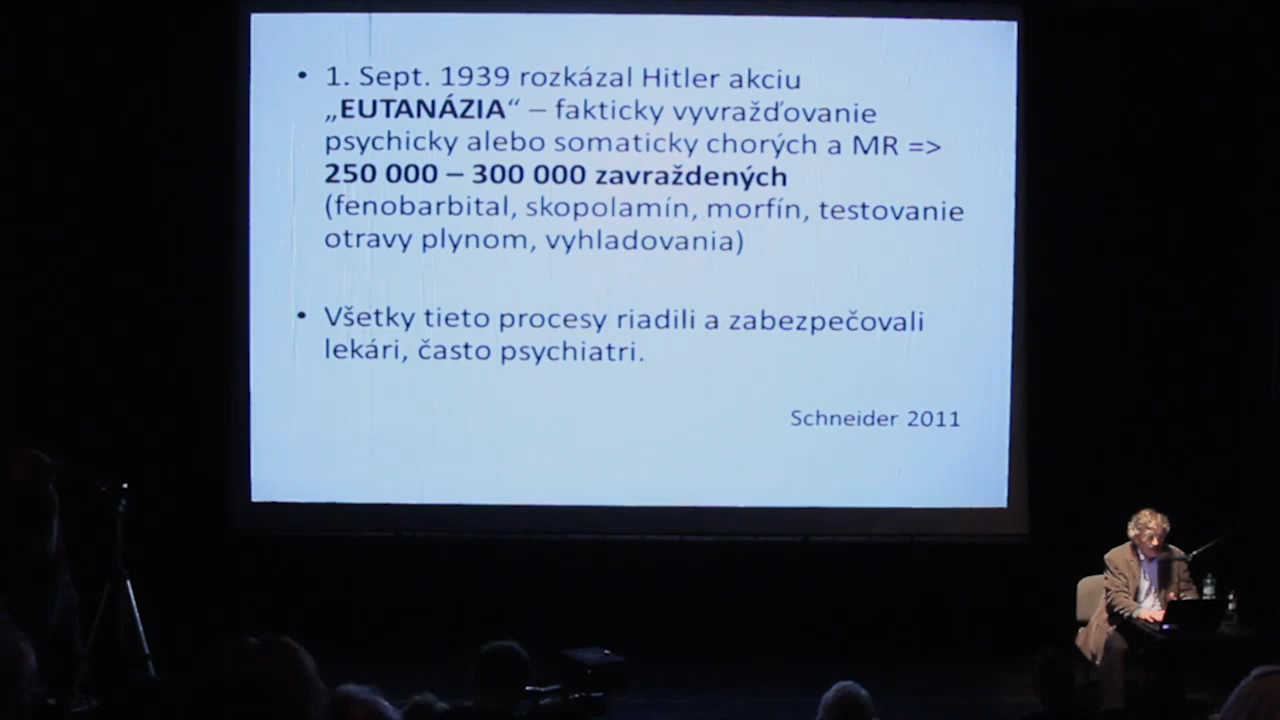 • 1. Sept. 1939 rozkázal Hitler akciu
„EUTANÁZIA“ – fakticky vyvražďovanie
psychicky alebo somaticky chorých a MR =>
250 000 – 300 000 zavraždených
(fenobarbital, skopolamín, morfín, testovanie
otravy plynom, vyhladovania)
• Všetky tieto procesy riadili a zabezpečovali
lekári, často psychiatri.
Schneider 2011